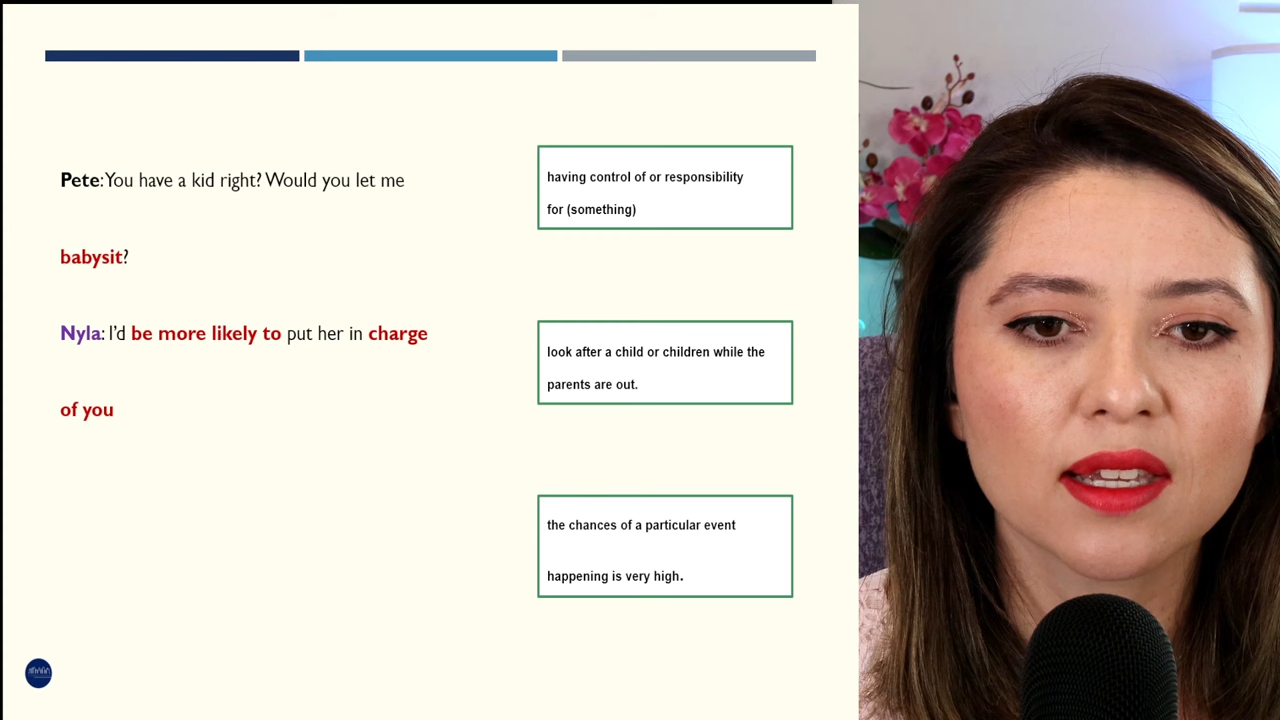 Pete: You have a kid right? Would you let me
babysit?
Nyla: I'd be more likely to put her in charge
of you
having control of or responsibility
for (something)
look after a child or children while the
parents are out.
the chances of a particular event
happening is very high.